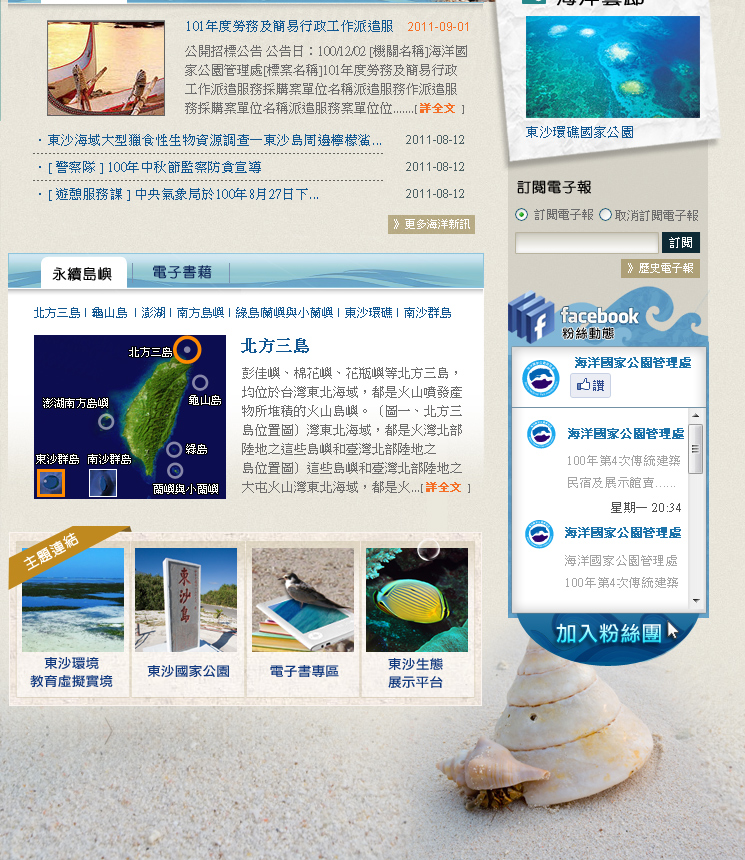 101年度勞務及簡易行政工作派遣服 2011-09-01
公開招標公告 公告日：100/12/02 [機關名稱]海洋國
家公園管理處[標案名稱]101年度勞務及簡易行政
工作派遣服務採購案單位名稱派遣服務作派遣服
務採購案單位名稱派遣服務案單位位.......[詳全文 ]
· 東沙海域大型獵食性生物資源調查─東沙島周邊檸檬鯊... 2011-08-12
· [ 警察隊 ] 100年中秋節監察防貪宣導 2011-08-12
· [ 遊憩服務課 ] 中央氣象局於100年8月27日下... 2011-08-12
》更多海洋新訊
永續島嶼 電子書籍
北方三島 | 龜山島 | 澎湖 | 南方島嶼 | 綠島蘭嶼與小蘭嶼 | 東沙環礁 | 南沙群島
北方三島
龜山島
澎湖南方島嶼
綠島
東沙群島 南沙群島
蘭嶼與小蘭嶼
北方三島
彭佳嶼、棉花嶼、花瓶嶼等北方三島，
均位於台灣東北海域，都是火山噴發產
物所堆積的火山島嶼。〔圖一、北方三
島位置圖〕灣東北海域，都是火灣北部
陸地之這些島嶼和臺灣北部陸地之
島位置圖〕這些島嶼和臺灣北部陸地之
大屯火山灣東北海域，都是火...[詳全文 ]
主題連結
東沙島
東沙環境
教育虛擬實境
東沙國家公園
電子書專區
東沙生態
展示平台
海洋藝廊
東沙環礁國家公園
訂閱電子報
訂閱電子報 取消訂閱電子報
訂閱
》歷史電子報
facebook
粉絲動態
海洋國家公園管理處
讚
海洋國家公園管理處
100年第4次傳統建築
民宿及展示館賣......
星期一 20:34
海洋國家公園管理處
海洋國家公園管理處
100年第4次傳統建築
加入粉絲團